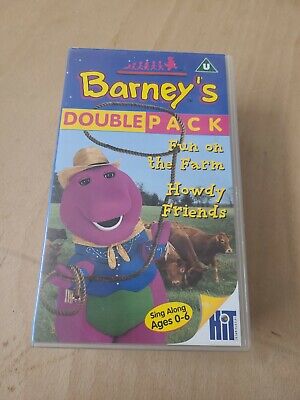 U
Barney's
DOUBLE PACK
Fun on
the Farm
Howdy
Friends
Sing Along
Ages 0-6
HiT